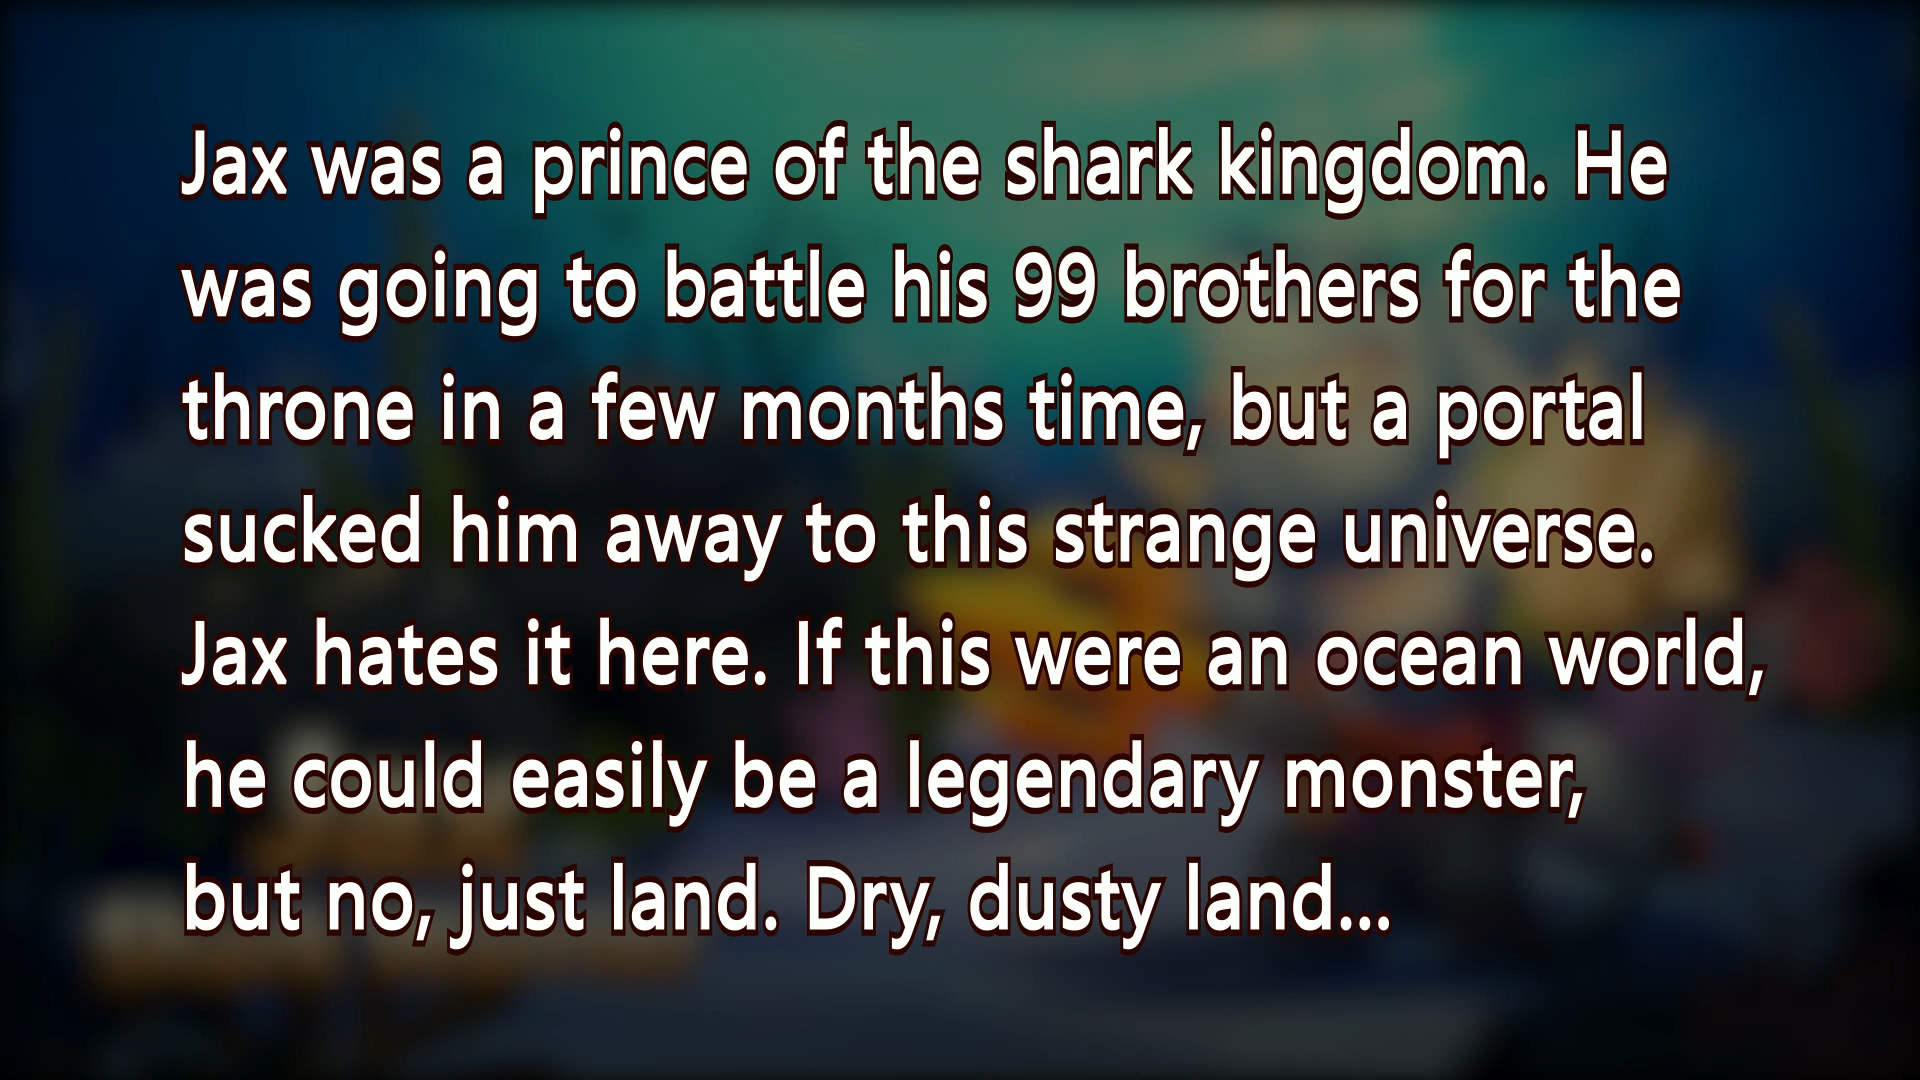 Jax was a prince of the shark kingdom. He
was going to battle his 99 brothers for the
throne in a few months time, but a portal
sucked him away to this strange universe.
Jax hates it here. If this were an ocean world,
he could easily be a legendary monster,
but no, just land. Dry, dusty land...